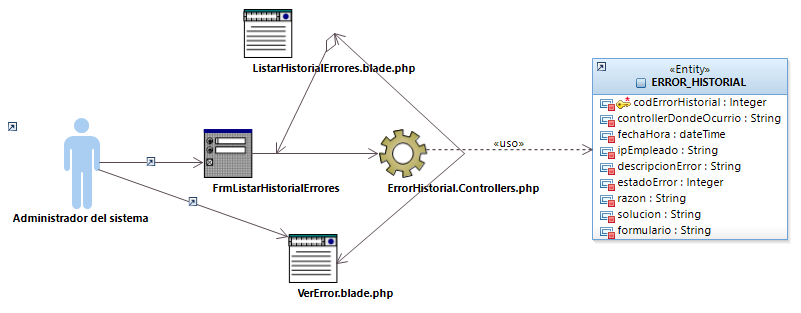 ListarHistorialErrores.blade.php
Administrador del sistema
FrmListarHistorialErrores
ErrorHistorial.Controllers.php
VerError.blade.php
«uso»
«Entity»
ERROR_HISTORIAL
codErrorHistorial : Integer
controllerDondeOcurrio : String
fechaHora : dateTime
ipEmpleado : String
descripcionError : String
estadoError : Integer
razon : String
solucion : String
formulario : String